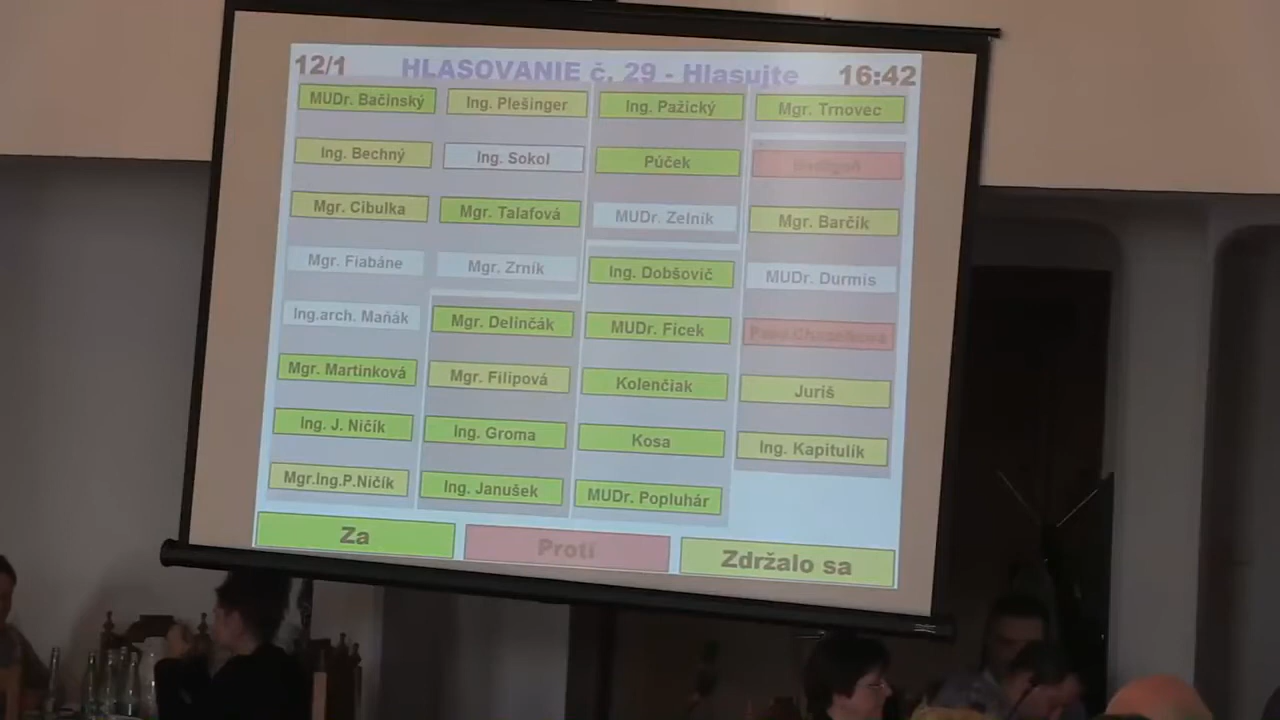 12/1 HLASOVANIE č. 29 - Hlasujte 16:42
MUDr. Bačinský
Ing. Bechný
Mgr. Cibulka
Mgr. Fiabáne
Ing.arch. Maňák
Mgr. Martinková
Ing. J. Ničík
Mgr.Ing.P.Ničík
Ing. Plešinger
Ing. Sokol
Mgr. Talafová
Mgr. Zrník
Mgr. Delinčák
Mgr. Filipová
Ing. Groma
Ing. Janušek
Ing. Pažický
Púček
MUDr. Zelník
Ing. Dobšovič
MUDr. Ficek
Kolenčiak
Kosa
MUDr. Popluhár
Mgr. Trnovec
Mgr. Barčík
MUDr. Durmis
Juriš
Ing. Kapitulík
Za Proti Zdržalo sa